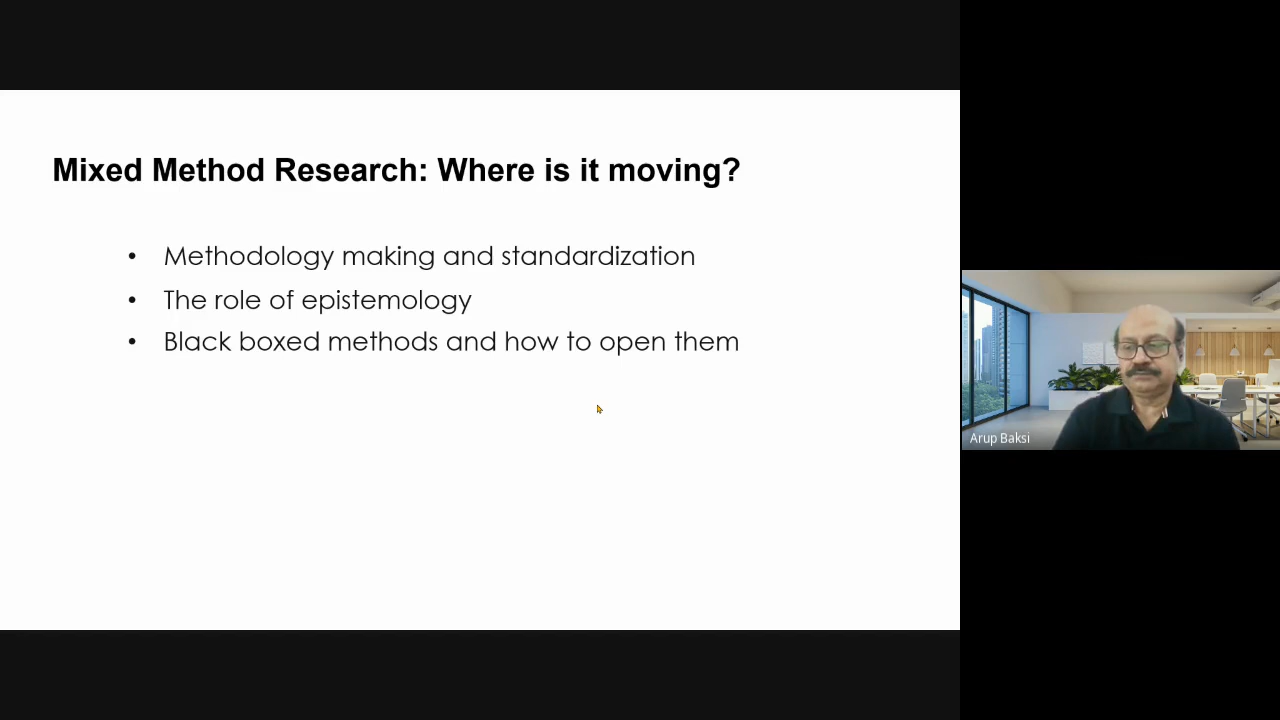 Mixed Method Research: Where is it moving?
• Methodology making and standardization
• The role of epistemology
• Black boxed methods and how to open them
Arup Baksi